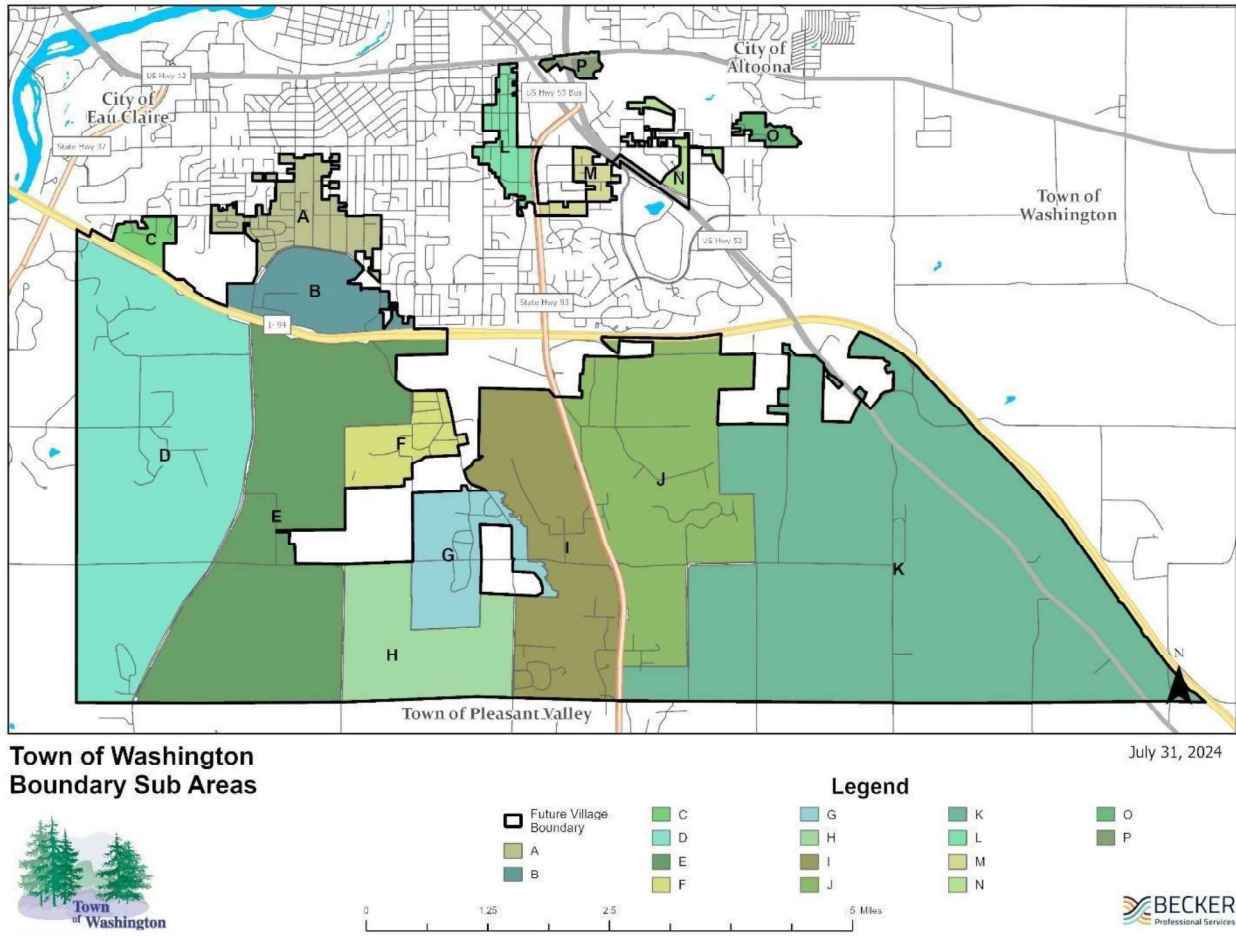 City of
Altoona
City of
Eau Claire
US Hwy 12
US Hwy 53 Bus
State Hwy 37
Town of
Washington
US Hwy 53
State Hwy 93
I- 94
A
B
C
D
E
F
G
H
I
J
K
L
M
N
O
P
N
Town of Pleasant Valley
Town of Washington
Boundary Sub Areas
July 31, 2024
Legend
Future Village
Boundary
A
B
C
D
E
F
G
H
I
J
K
L
M
N
O
P
Town
of Washington
0 1.25 2.5 5 Miles
BECKER
Professional Services